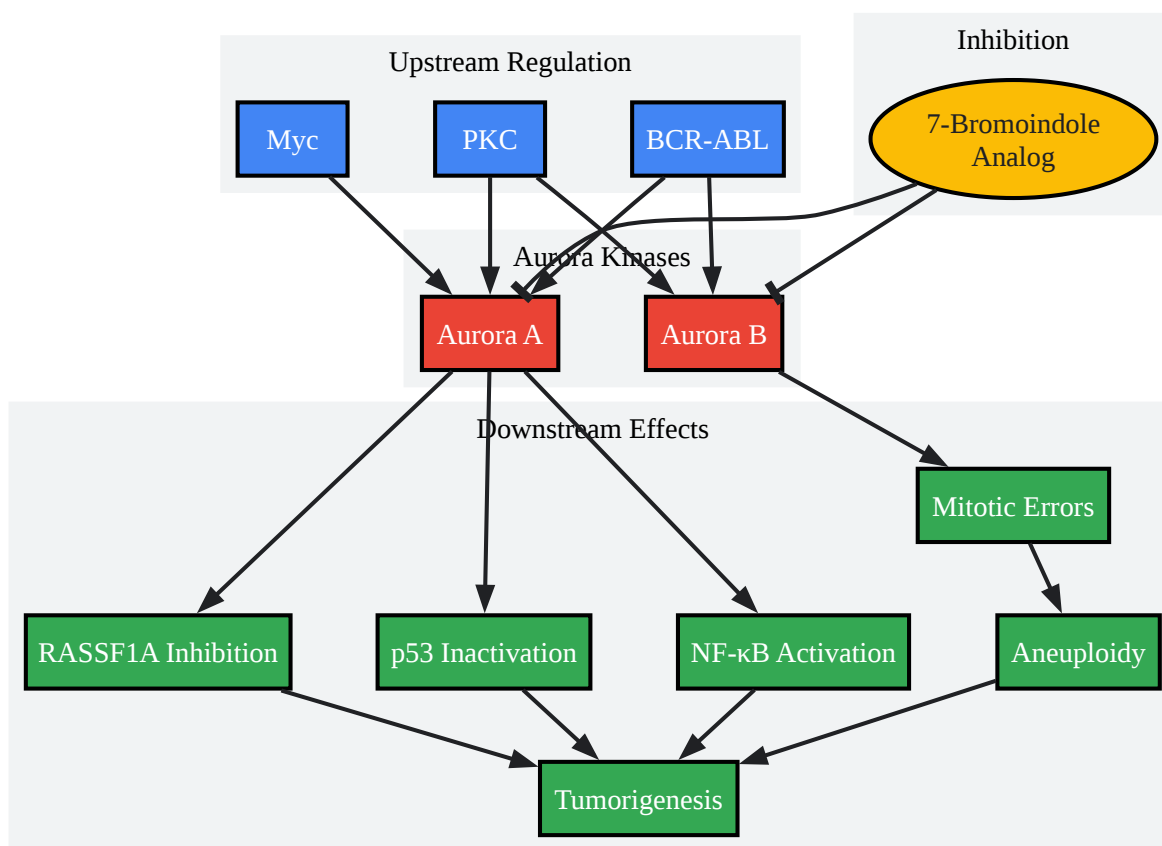 Inhibition
Upstream Regulation
Myc
PKC
BCR-ABL
7-Bromoindole
Analog
Aurora Kinases
Aurora A
Aurora B
Downstream Effects
Mitotic Errors
RASSF1A Inhibition
p53 Inactivation
NF-κB Activation
Aneuploidy
Tumorigenesis